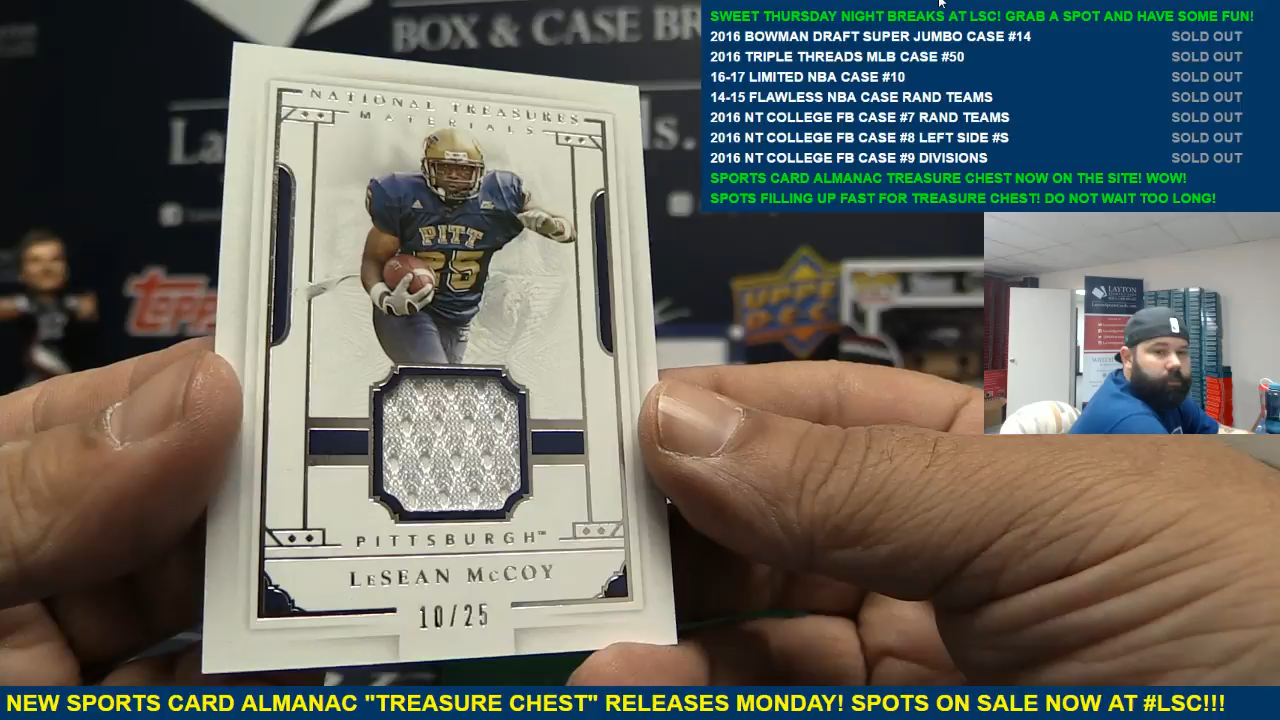 BOX & CASE BR
SWEET THURSDAY NIGHT BREAKS AT LSC! GRAB A SPOT AND HAVE SOME FUN!
2016 BOWMAN DRAFT SUPER JUMBO CASE #14 SOLD OUT
2016 TRIPLE THREADS MLB CASE #50 SOLD OUT
16-17 LIMITED NBA CASE #10 SOLD OUT
14-15 FLAWLESS NBA CASE RAND TEAMS SOLD OUT
2016 NT COLLEGE FB CASE #7 RAND TEAMS SOLD OUT
2016 NT COLLEGE FB CASE #8 LEFT SIDE #S SOLD OUT
2016 NT COLLEGE FB CASE #9 DIVISIONS SOLD OUT
SPORTS CARD ALMANAC TREASURE CHEST NOW ON THE SITE! WOW!
SPOTS FILLING UP FAST FOR TREASURE CHEST! DO NOT WAIT TOO LONG!
NATIONAL TREASURES
MATERIALS
PITT
25
TOPPS
UPPER
DEC
LAYTON
PITTSBURGH™
LESEAN MCCOY
10/25
NEW SPORTS CARD ALMANAC "TREASURE CHEST" RELEASES MONDAY! SPOTS ON SALE NOW AT #LSC!!!